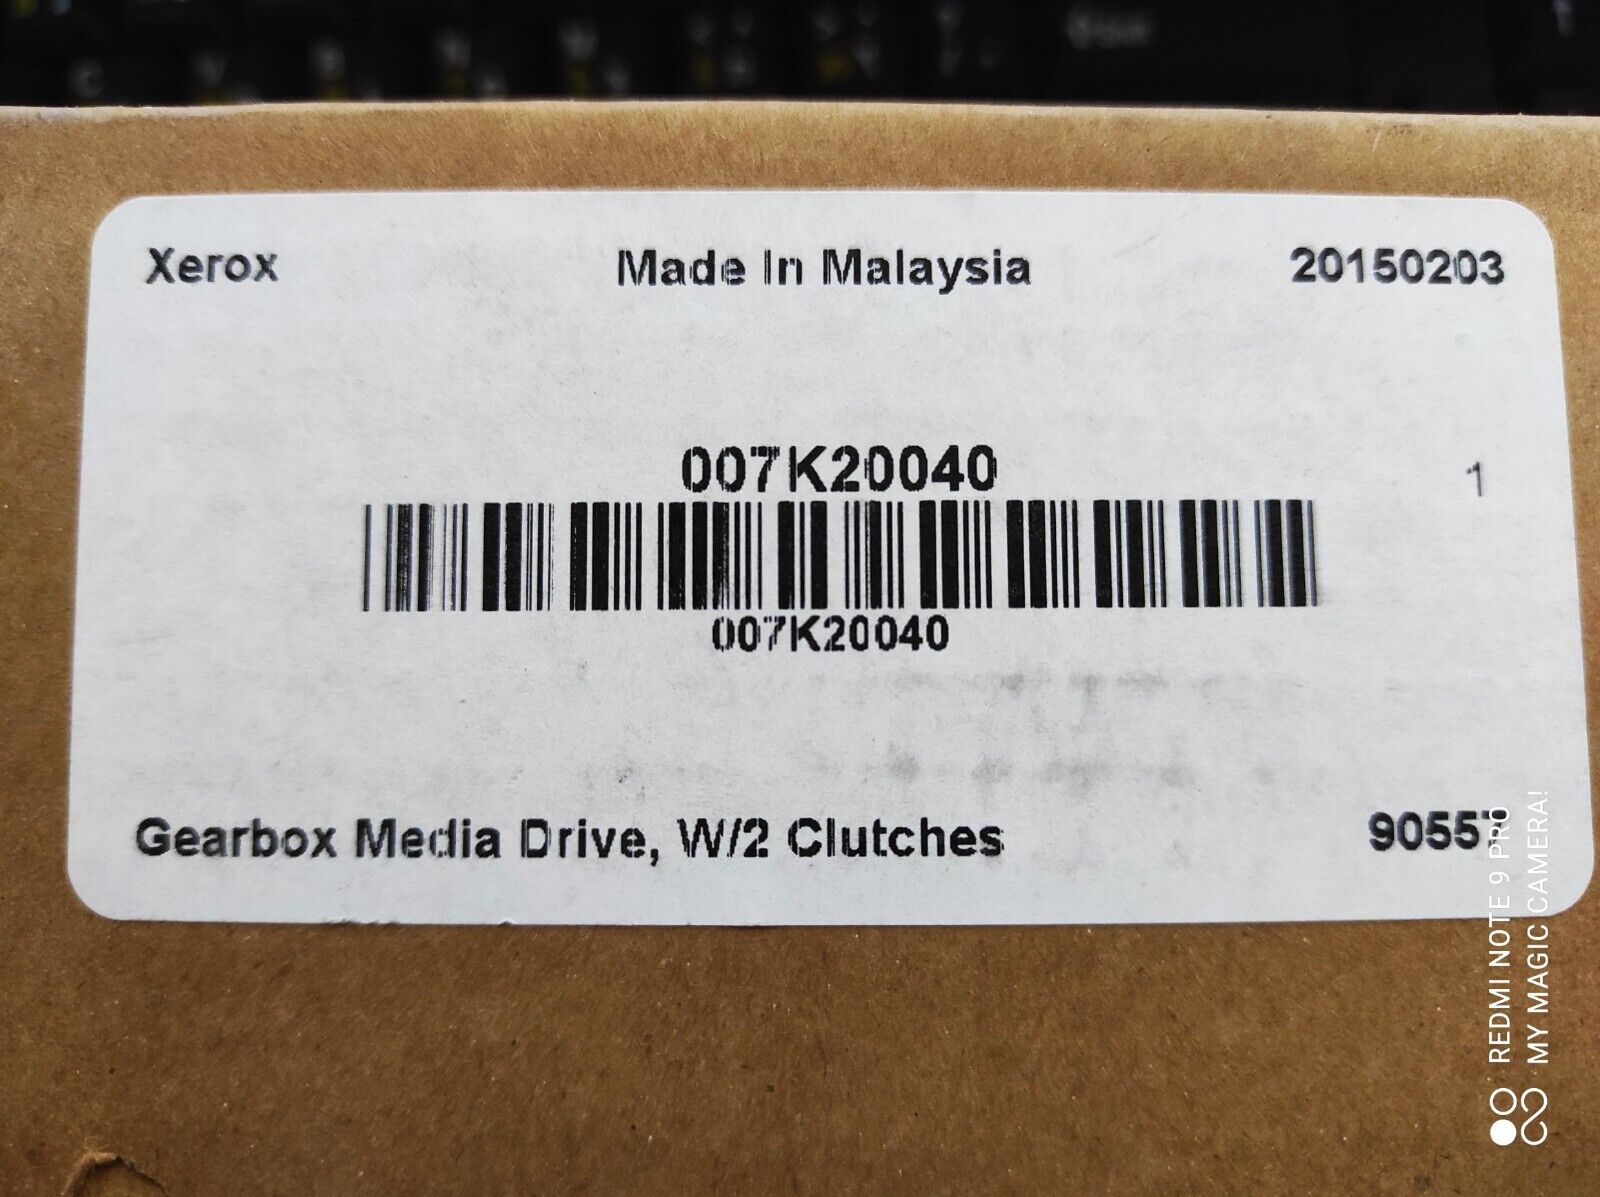 Xerox Made In Malaysia 20150203
007K20040
1
007K20040
Gearbox Media Drive, W/2 Clutches 90557
REDMI NOTE 9 PRO
MY MAGIC CAMERA!